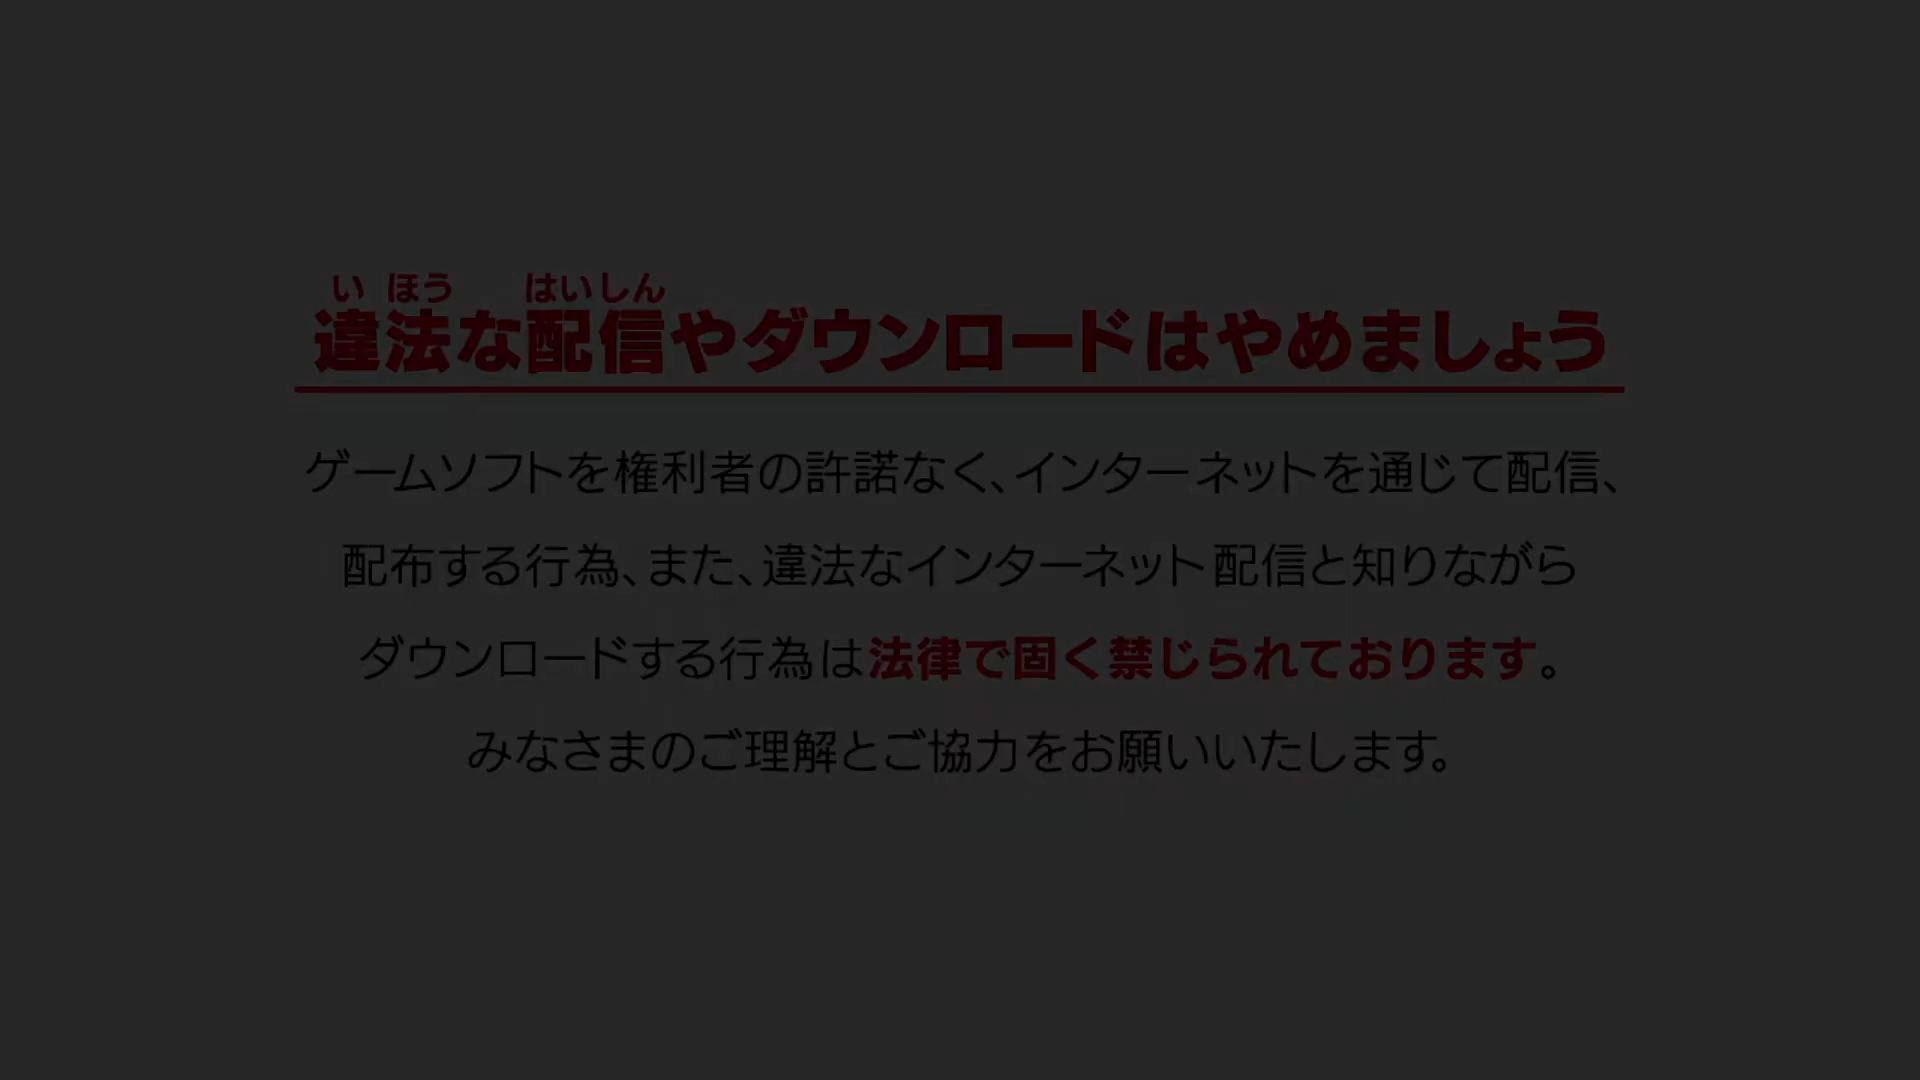 い ほう はいしん
違法な配信やダウンロードはやめましょう
ゲームソフトを権利者の許諾なく、インターネットを通じて配信、
配布する行為、また、違法なインターネット配信と知りながら
ダウンロードする行為は法律で固く禁じられております。
みなさまのご理解とご協力をお願いいたします。